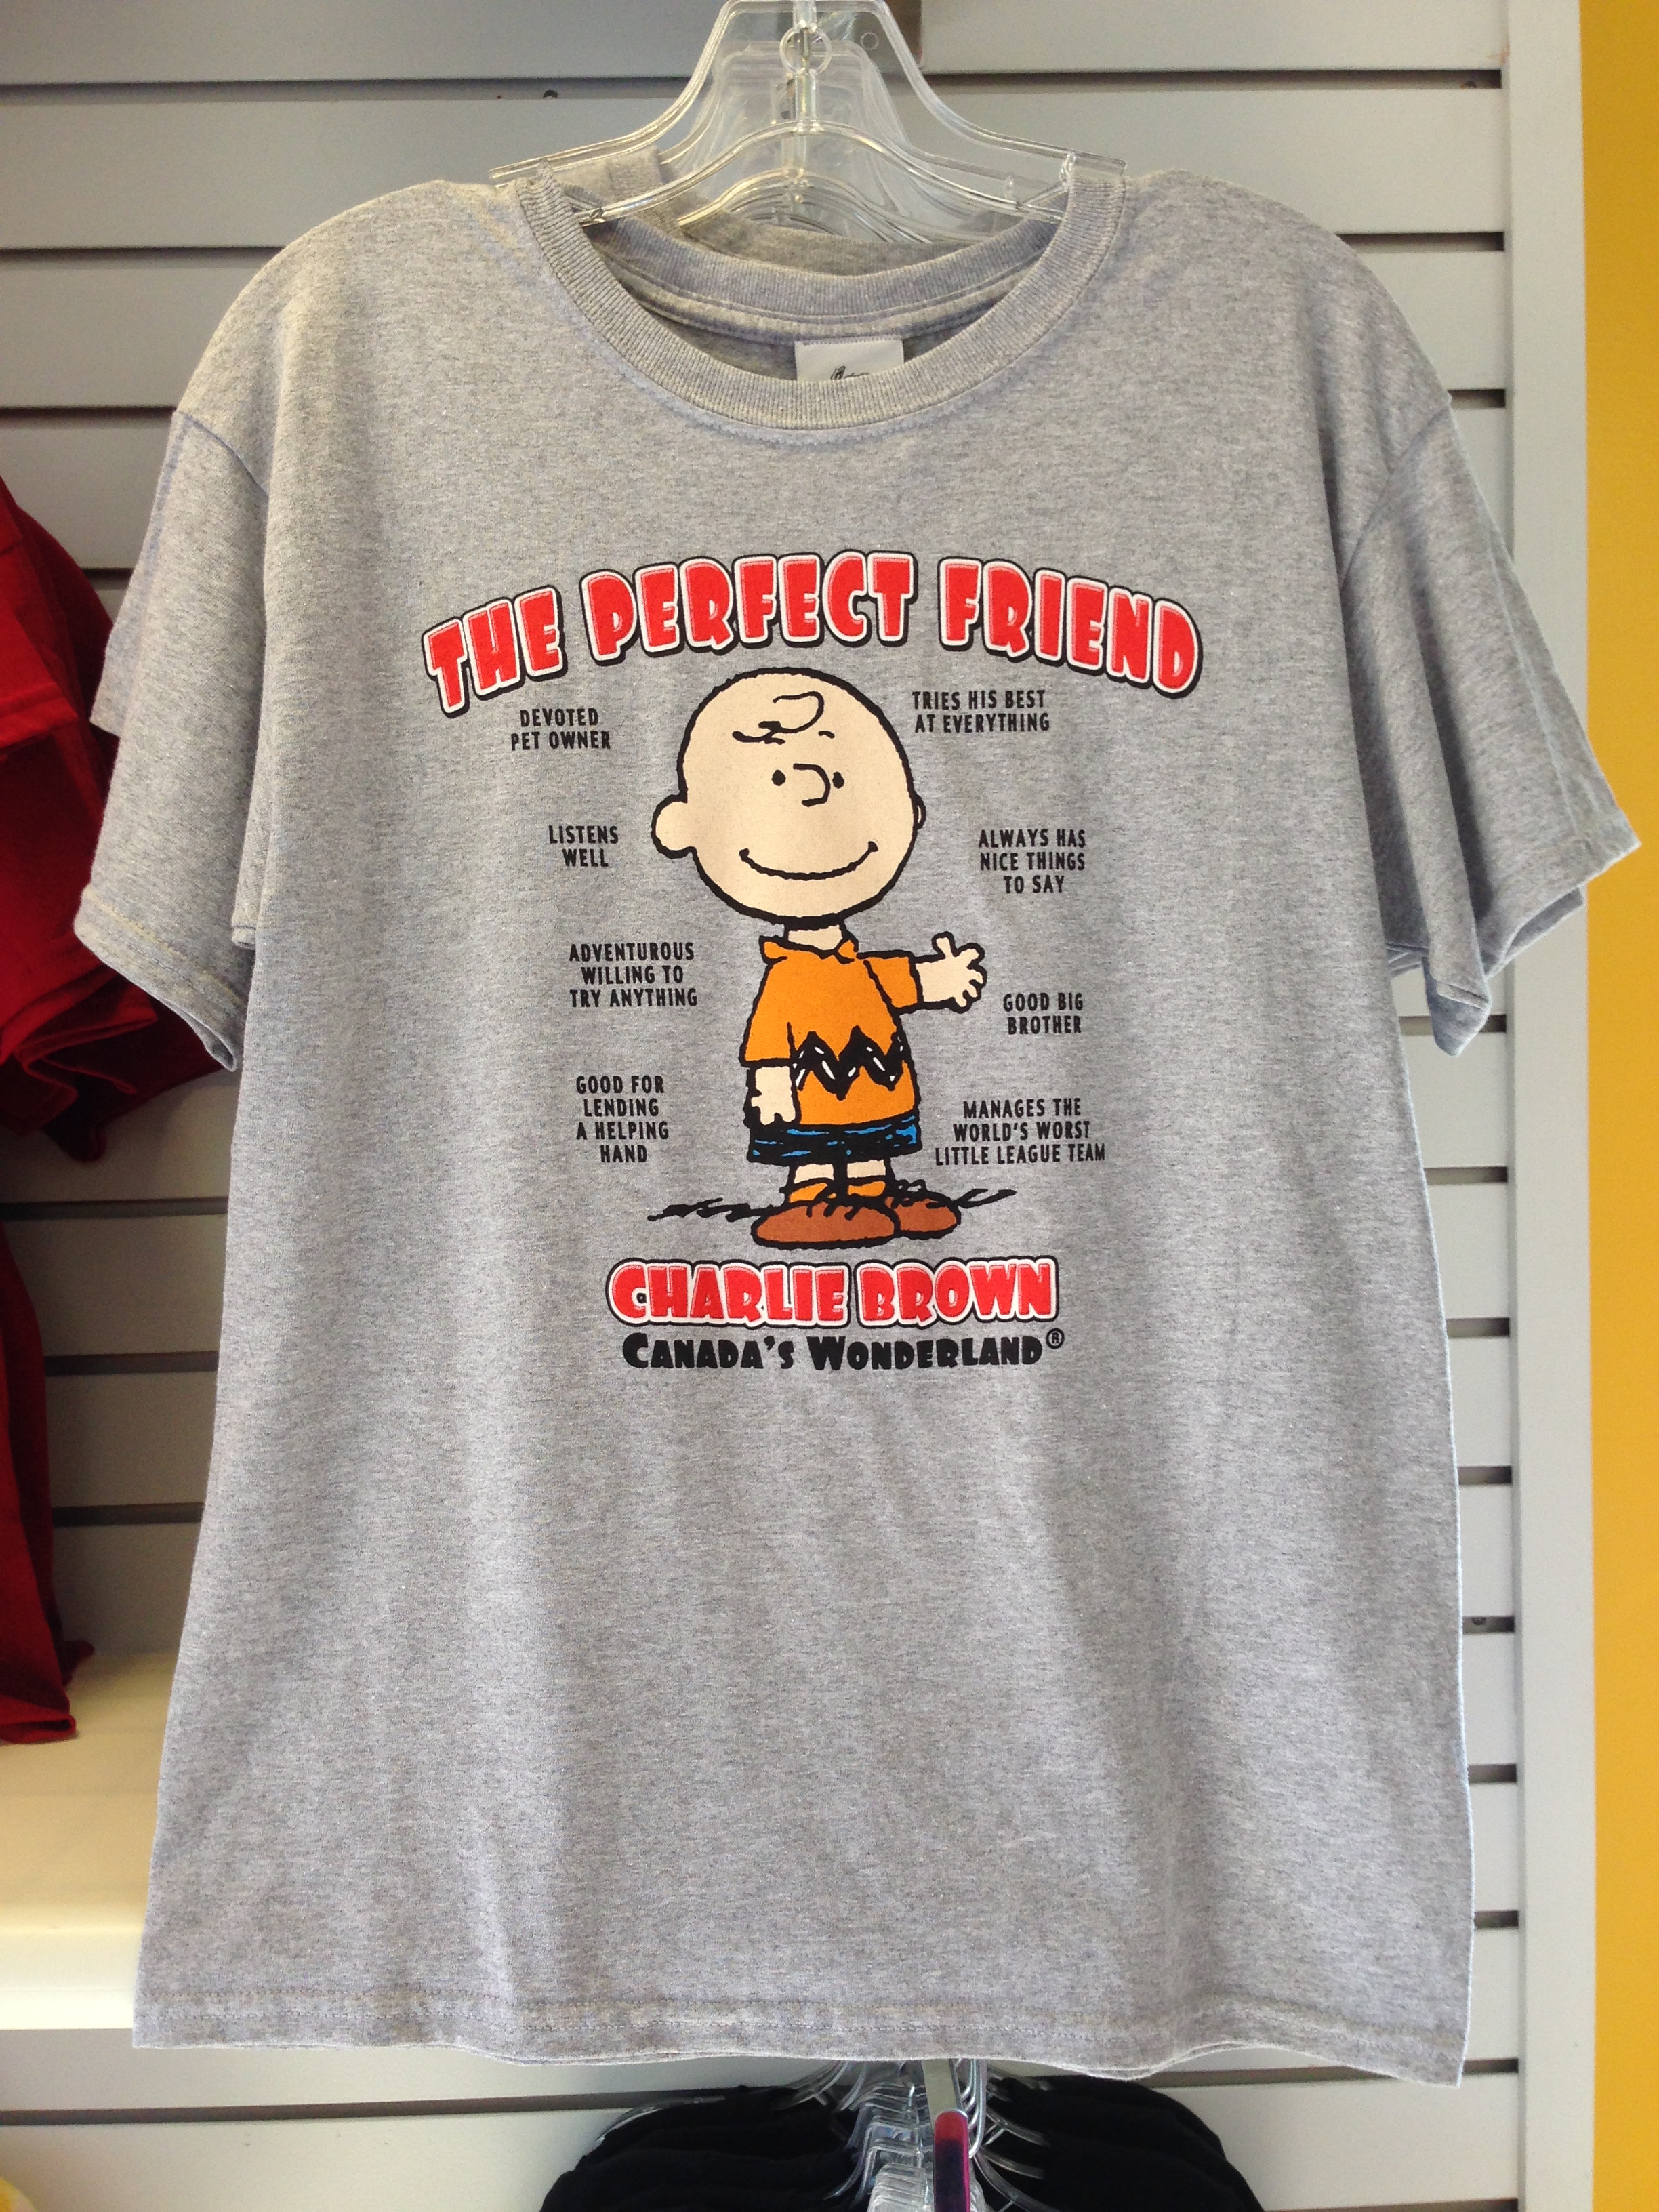 THE PERFECT FRIEND
DEVOTED
PET OWNER
TRIES HIS BEST
AT EVERYTHING
LISTENS
WELL
ALWAYS HAS
NICE THINGS
TO SAY
ADVENTUROUS
WILLING TO
TRY ANYTHING
GOOD BIG
BROTHER
GOOD FOR
LENDING
A HELPING
HAND
MANAGES THE
WORLD'S WORST
LITTLE LEAGUE TEAM
CHARLIE BROWN
CANADA'S WONDERLAND®